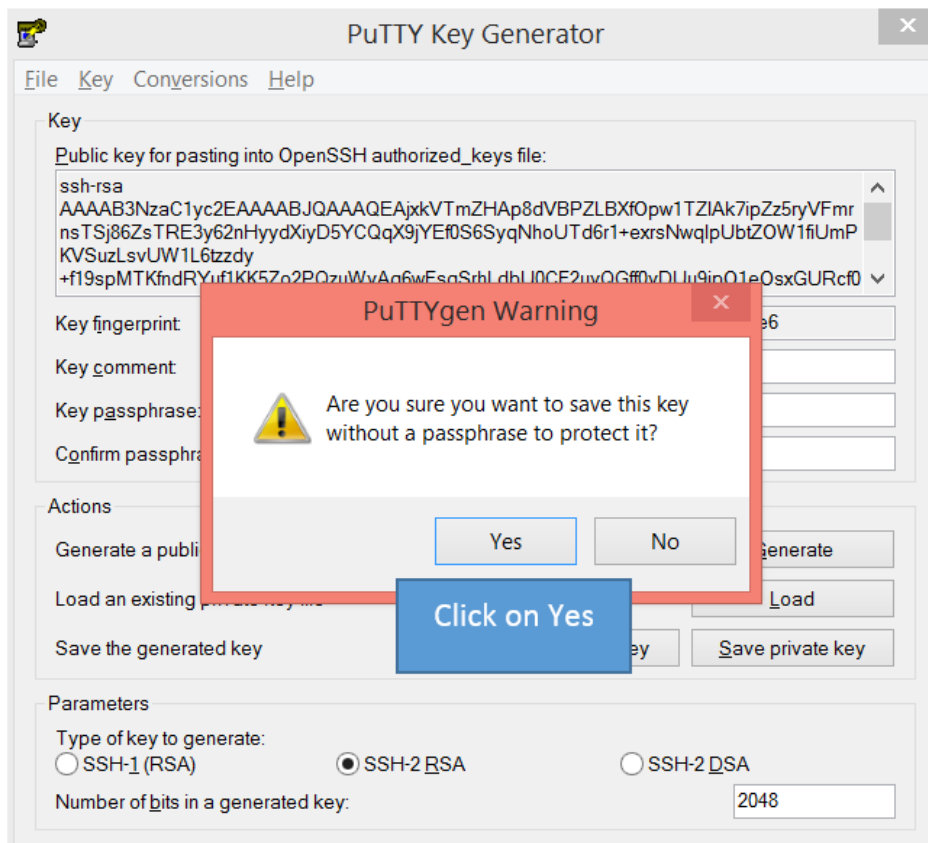 PuTTY Key Generator
File Key Conversions Help
Key
Public key for pasting into OpenSSH authorized_keys file:
ssh-rsa
AAAAB3NzaC1yc2EAAAABJQAAAQEAjxkVTmZHAp8dVBPZLBXfOpw1TZIAk7ipZz5ryVFmr
nsTSj86ZsTRE3y62nHyydXiyD5YCQqX9jYEf0S6SyqNhoUTd6r1+exrsNwqlpUbtZOW1fiUmP
KVSuzLsvUW1L6tzzdy
Key fingerprint:
e6
Key comment:
Key passphrase:
Confirm
PuTTYgen Warning
Are you sure you want to save this key
without a passphrase to protect it?
Yes No
Click on Yes
Actions
Generate a
Generate
Load an existing
Load
Save the generated key
Save private key
Parameters
Type of key to generate:
SSH-1 (RSA) SSH-2 RSA SSH-2 DSA
Number of bits in a generated key:
2048